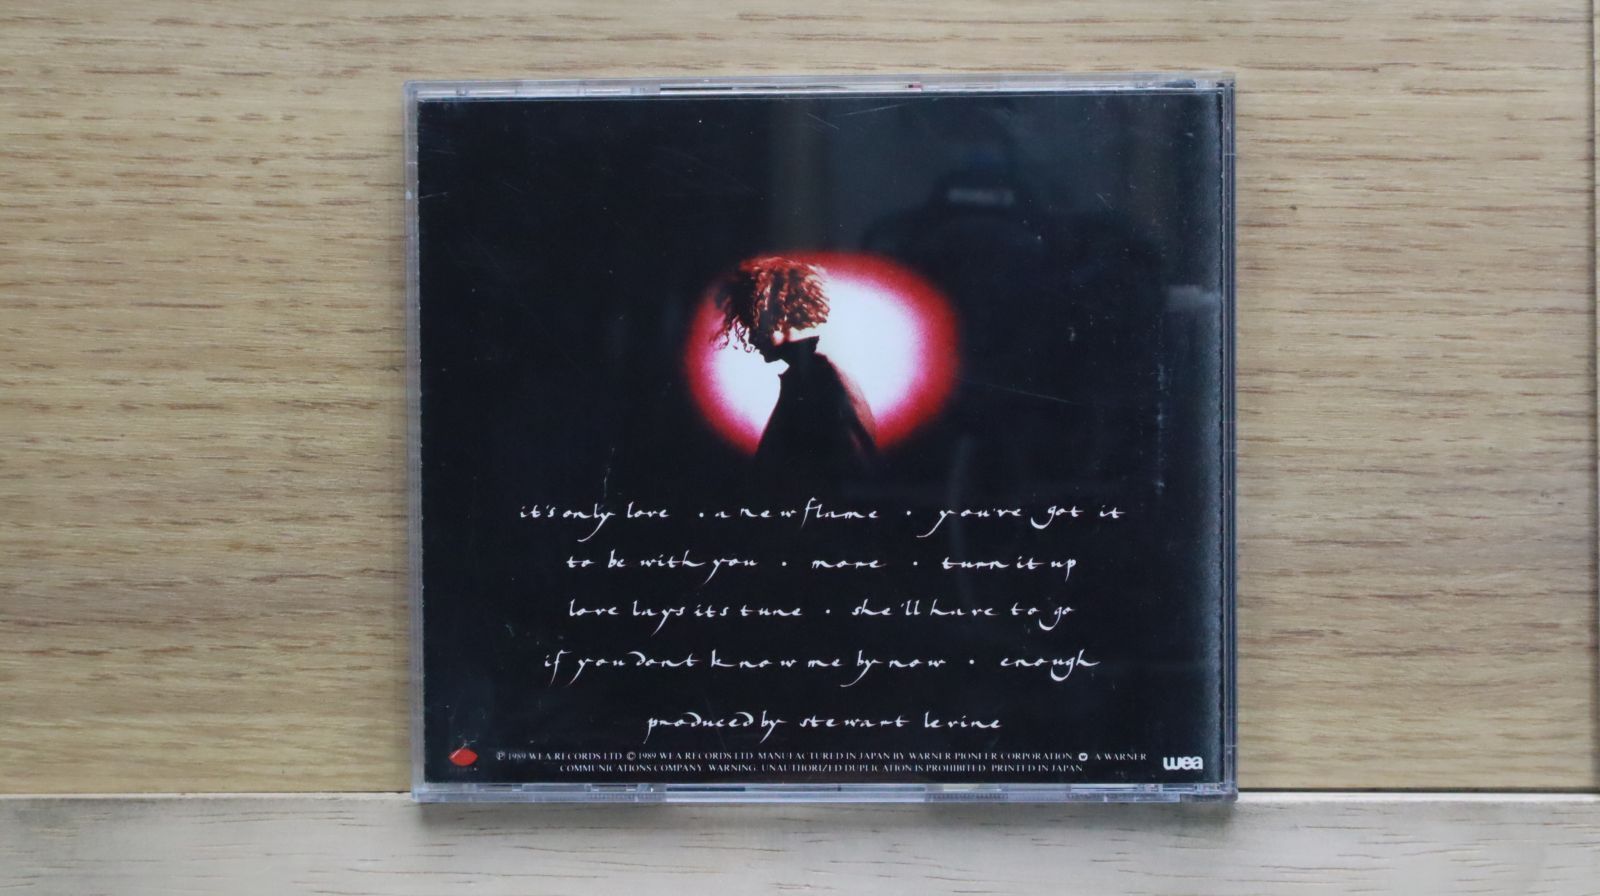 it's only love · a new flame · you've got it
to be with you · more · turn it up
love lays its tune · she'll have to go
if you dont know me by now · enough
produced by stewart levine
℗ 1989 WEA RECORDS LTD. © 1989 WEA RECORDS LTD. MANUFACTURED IN JAPAN BY WARNER-PIONEER CORPORATION. A WARNER
COMMUNICATIONS COMPANY. WARNING: UNAUTHORIZED DUPLICATION IS PROHIBITED. PRINTED IN JAPAN
wea